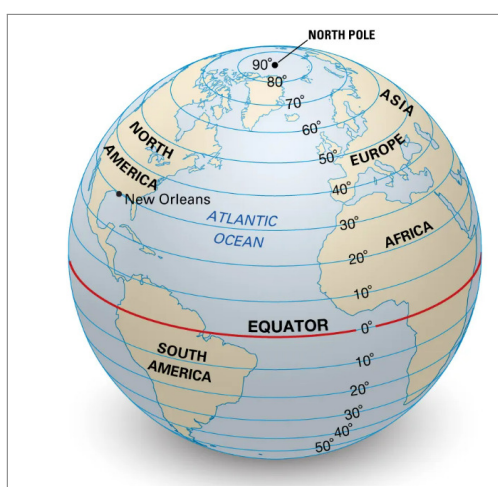 NORTH POLE
90°
80°
70°
60°
50°
40°
30°
20°
10°
0°
10°
20°
30°
40°
50°
ASIA
NORTH
AMERICA
EUROPE
New Orleans
ATLANTIC
OCEAN
AFRICA
EQUATOR
SOUTH
AMERICA